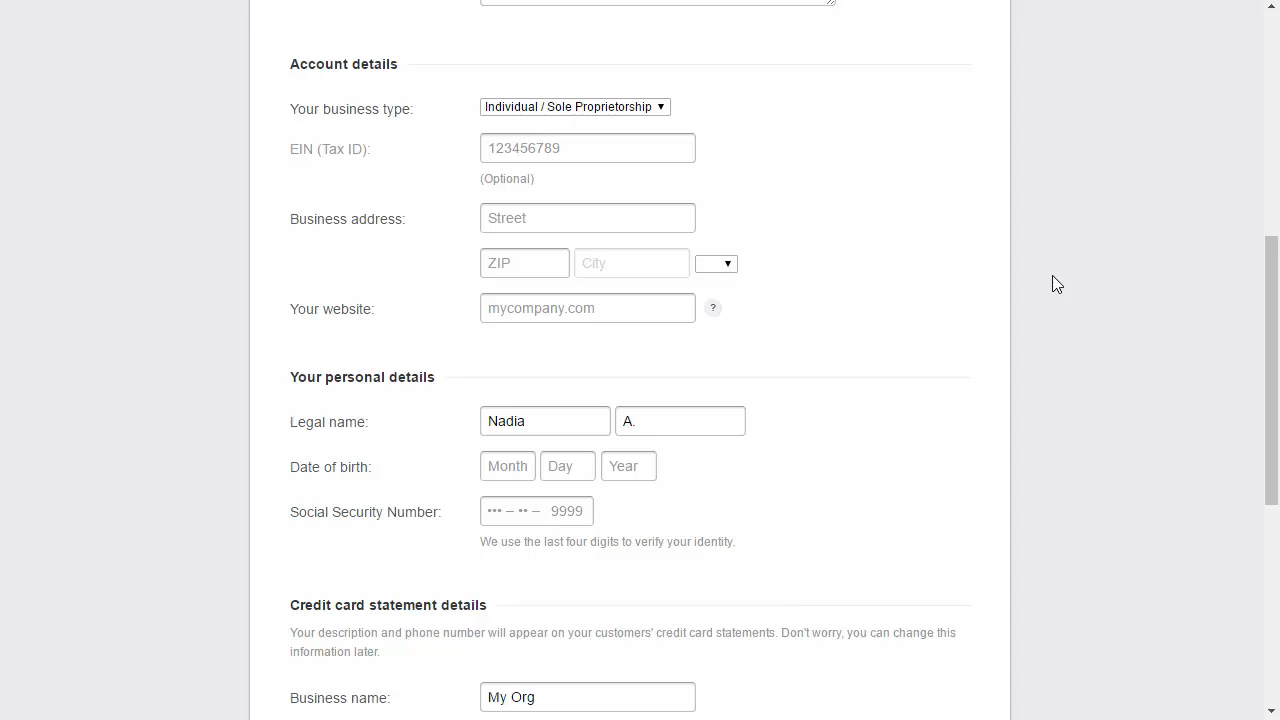 Account details
Your business type: Individual / Sole Proprietorship
EIN (Tax ID): 123456789
(Optional)
Business address: Street
ZIP City
Your website: mycompany.com ?
Your personal details
Legal name: Nadia A.
Date of birth: Month Day Year
Social Security Number: ••• – •• – 9999
We use the last four digits to verify your identity.
Credit card statement details
Your description and phone number will appear on your customers' credit card statements. Don't worry, you can change this
information later.
Business name: My Org